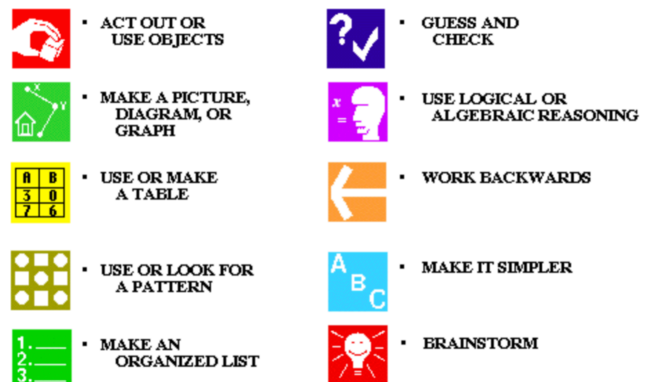 ACT OUT OR
USE OBJECTS
X
Y
MAKE A PICTURE,
DIAGRAM, OR
GRAPH
A B
3 0
7 6
USE OR MAKE
A TABLE
USE OR LOOK FOR
A PATTERN
1.
2.
3.
MAKE AN
ORGANIZED LIST
?
GUESS AND
CHECK
x
=
USE LOGICAL OR
ALGEBRAIC REASONING
WORK BACKWARDS
A
B
C
MAKE IT SIMPLER
BRAINSTORM